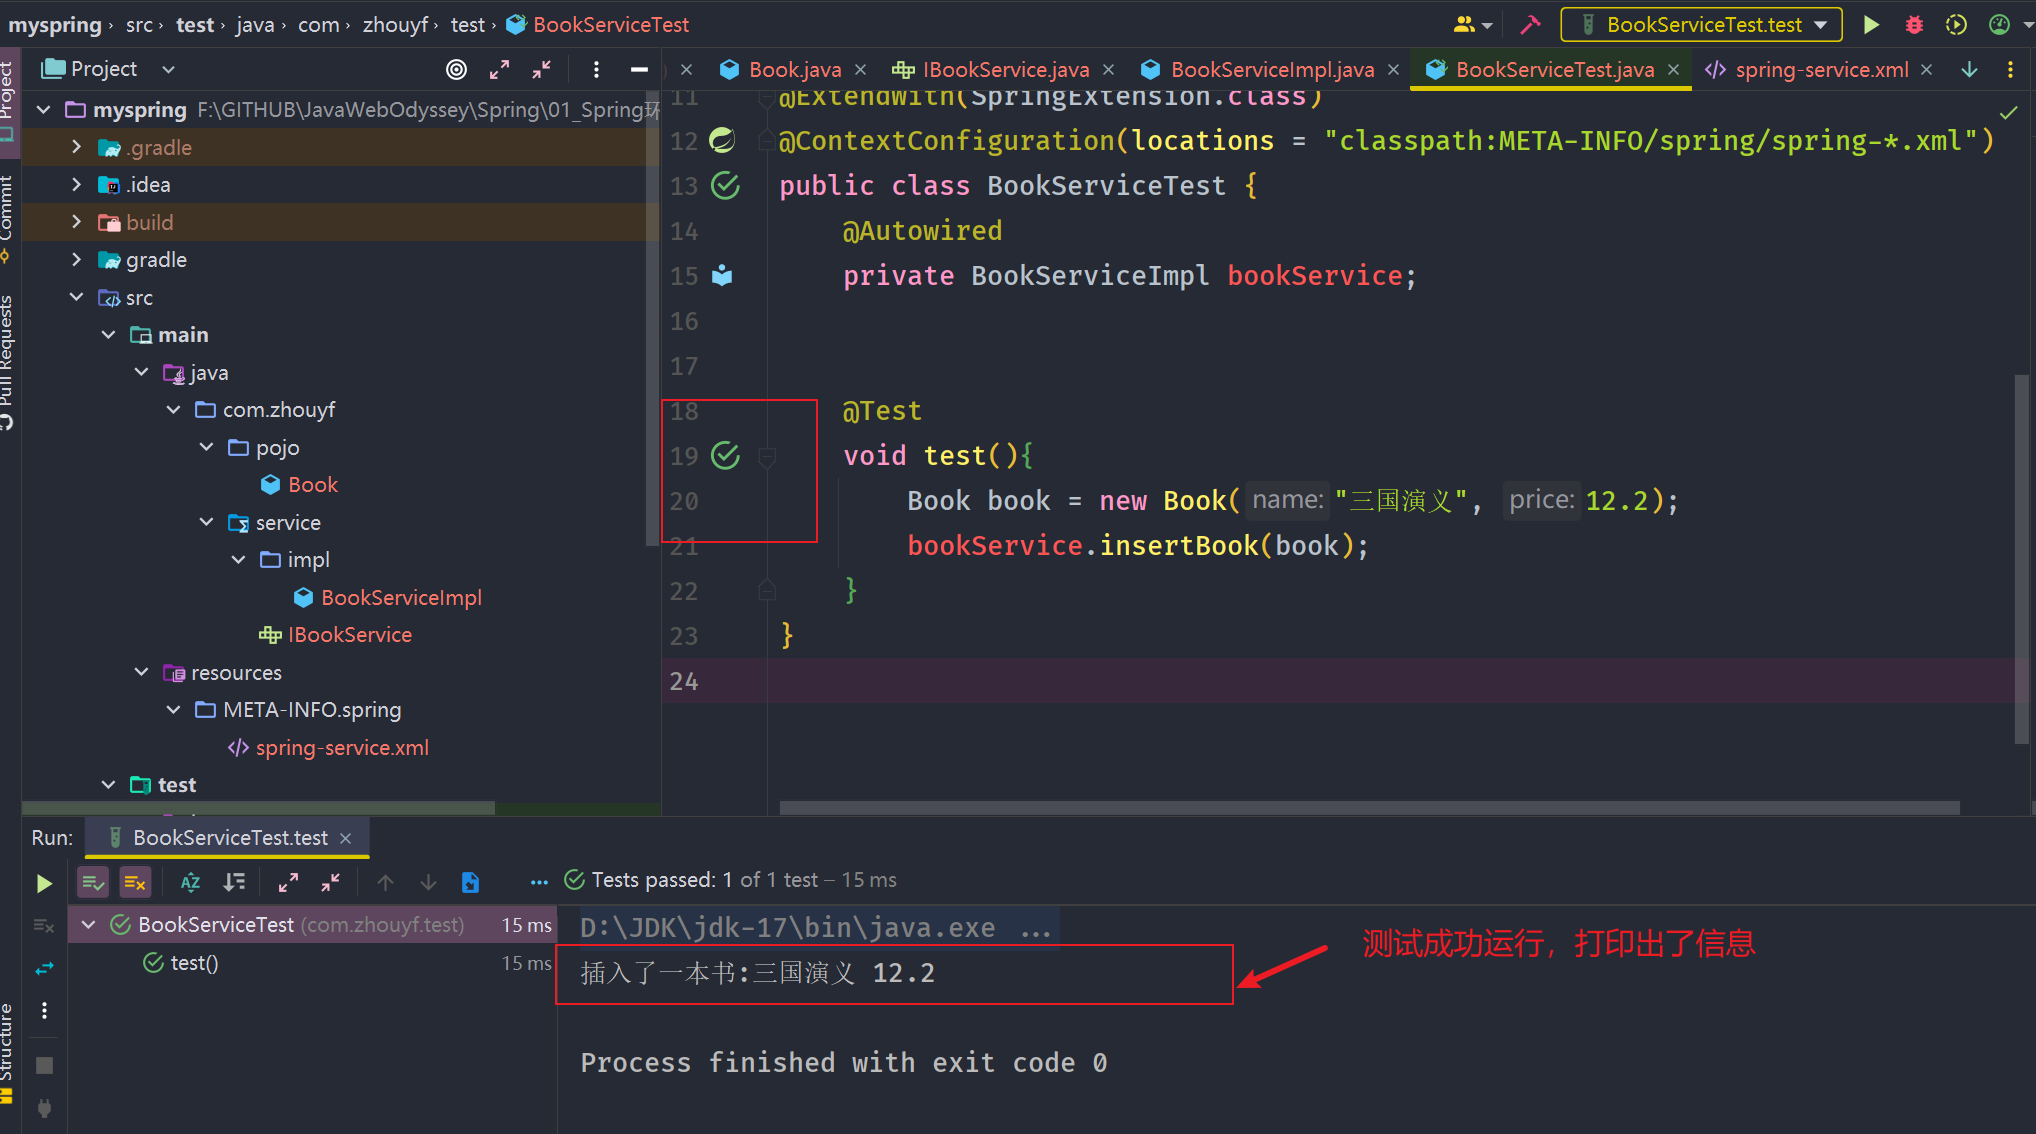 myspring › src › test › java › com › zhouyf › test › BookServiceTest
BookServiceTest.test
Project
Book.java × IBookService.java × BookServiceImpl.java × BookServiceTest.java × spring-service.xml ×
Project
Commit
Pull Requests
Structure
myspring F:\GITHUB\JavaWebOdyssey\Spring\01_Spring环
.gradle
.idea
build
gradle
src
main
java
com.zhouyf
pojo
Book
service
impl
BookServiceImpl
IBookService
resources
META-INFO.spring
spring-service.xml
test
11 @ExtendWith(SpringExtension.class)
12 @ContextConfiguration(locations = "classpath:META-INFO/spring/spring-*.xml")
13 public class BookServiceTest {
14 @Autowired
15 private BookServiceImpl bookService;
16
17
18 @Test
19 void test(){
20 Book book = new Book( name: "三国演义", price: 12.2);
21 bookService.insertBook(book);
22 }
23 }
24
Run: BookServiceTest.test ×
Tests passed: 1 of 1 test – 15 ms
BookServiceTest (com.zhouyf.test) 15 ms
test() 15 ms
D:\JDK\jdk-17\bin\java.exe ...
插入了一本书:三国演义 12.2
测试成功运行，打印出了信息
Process finished with exit code 0